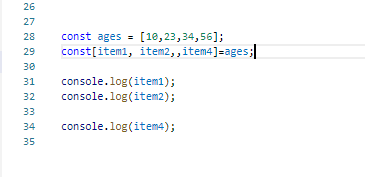 26
27
28 const ages = [10,23,34,56];
29 const[item1, item2,,item4]=ages;
30
31 console.log(item1);
32 console.log(item2);
33
34 console.log(item4);
35